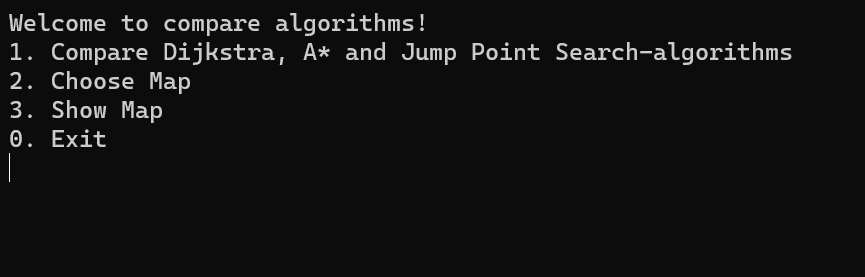 Welcome to compare algorithms!
1. Compare Dijkstra, A* and Jump Point Search-algorithms
2. Choose Map
3. Show Map
0. Exit